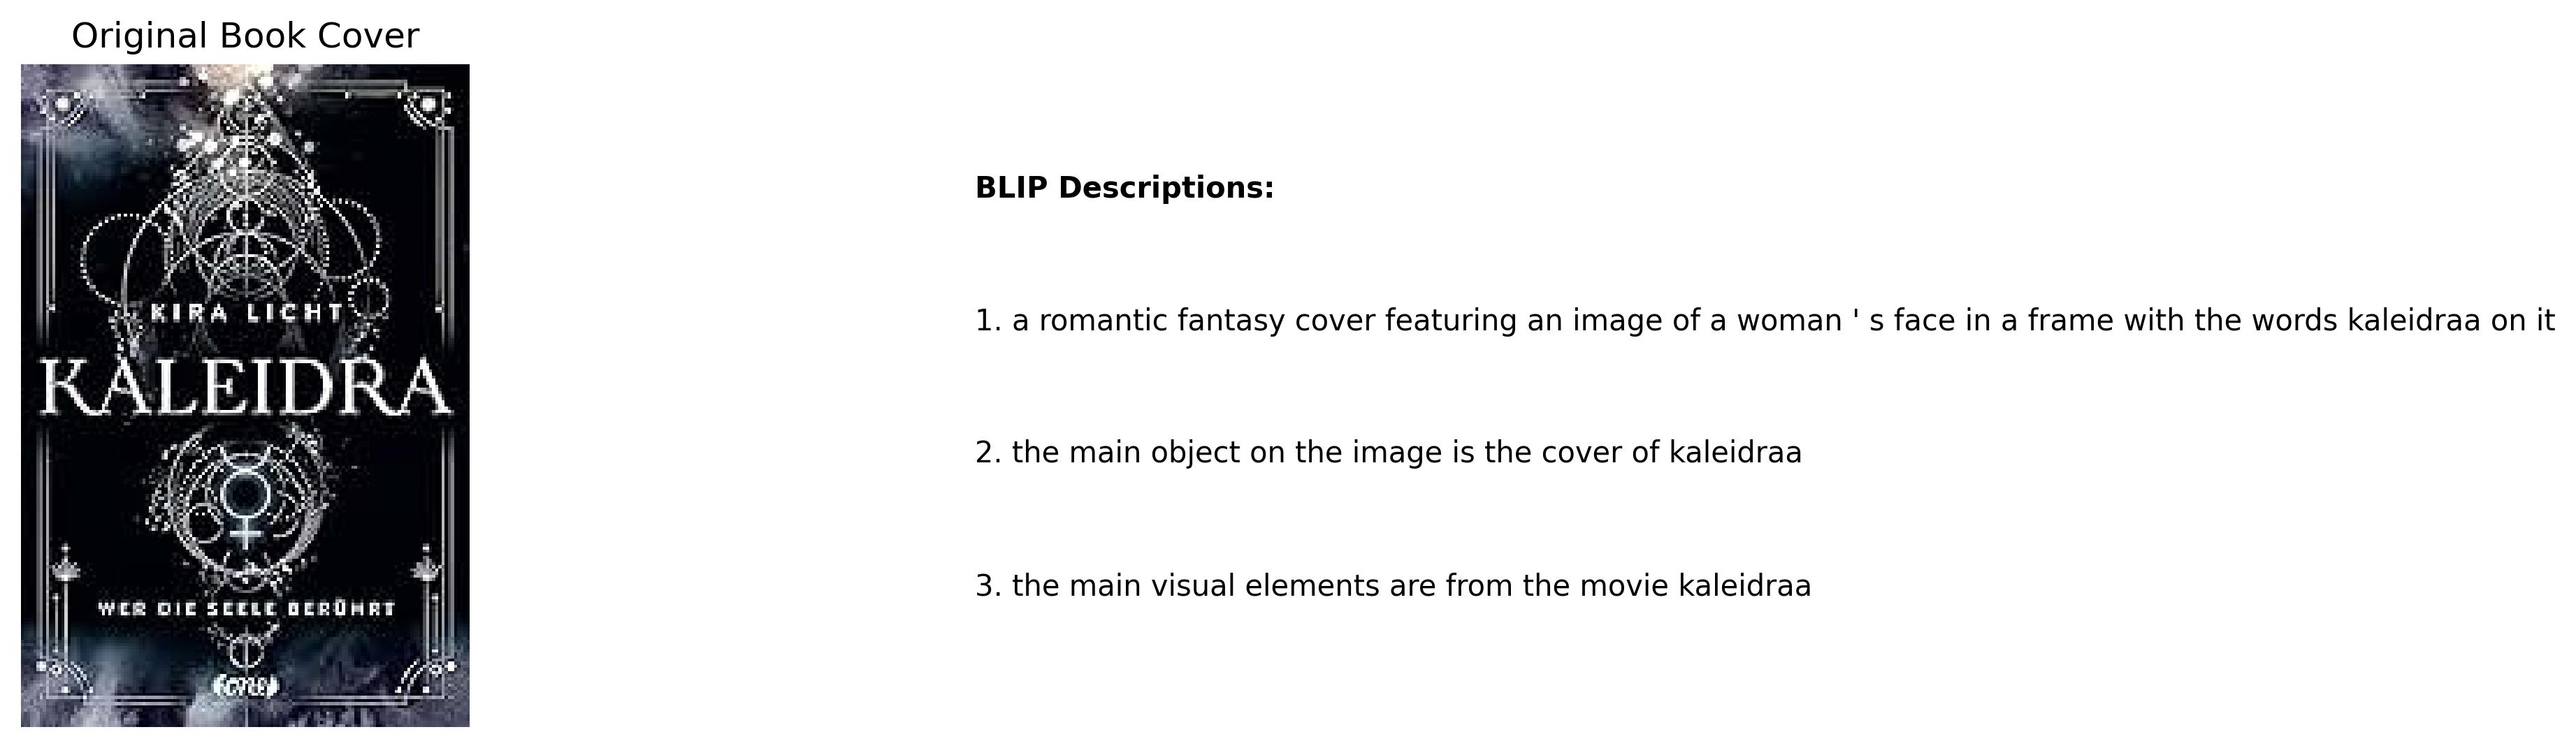 Original Book Cover
KIRA LICHT
KALEIDRA
WER DIE SEELE BERÜHRT
BLIP Descriptions:
1. a romantic fantasy cover featuring an image of a woman ' s face in a frame with the words kaleidraa on it
2. the main object on the image is the cover of kaleidraa
3. the main visual elements are from the movie kaleidraa